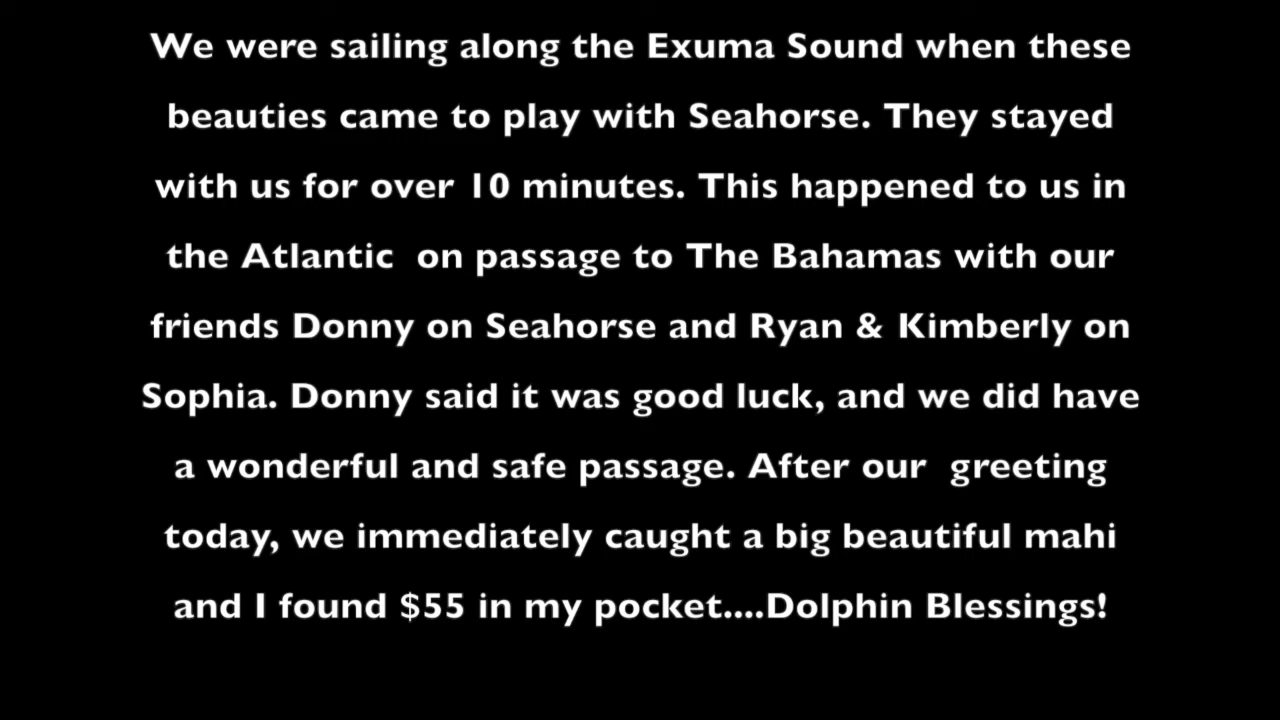 We were sailing along the Exuma Sound when these
beauties came to play with Seahorse. They stayed
with us for over 10 minutes. This happened to us in
the Atlantic  on passage to The Bahamas with our
friends Donny on Seahorse and Ryan & Kimberly on
Sophia. Donny said it was good luck, and we did have
a wonderful and safe passage. After our  greeting
today, we immediately caught a big beautiful mahi
and I found $55 in my pocket....Dolphin Blessings!